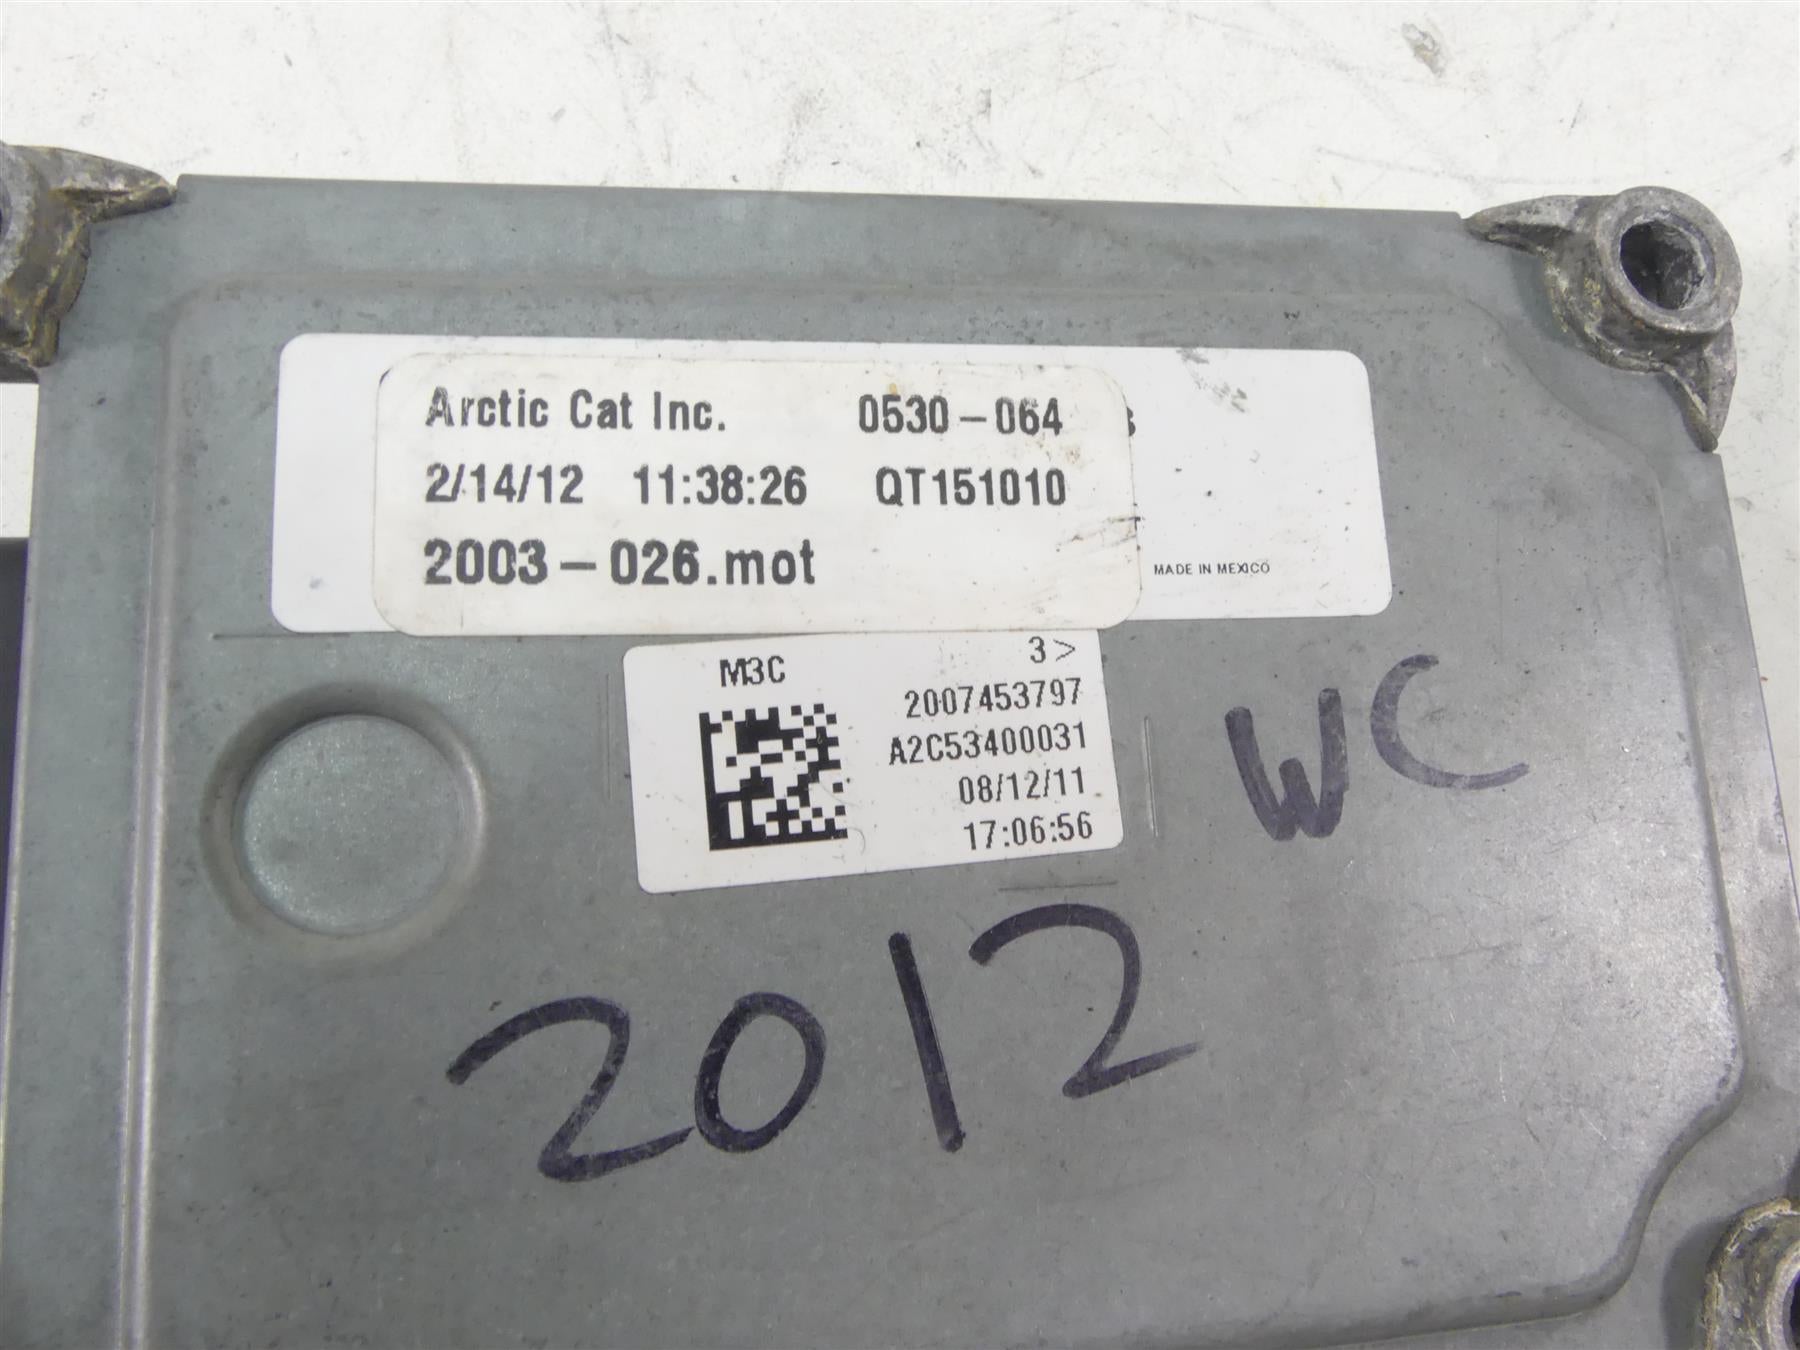 Arctic Cat Inc. 0530-064
2/14/12 11:38:26 QT151010
2003-026.mot
MADE IN MEXICO
M3C 3>
2007453797
A2C53400031
08/12/11
17:06:56
WC
2012